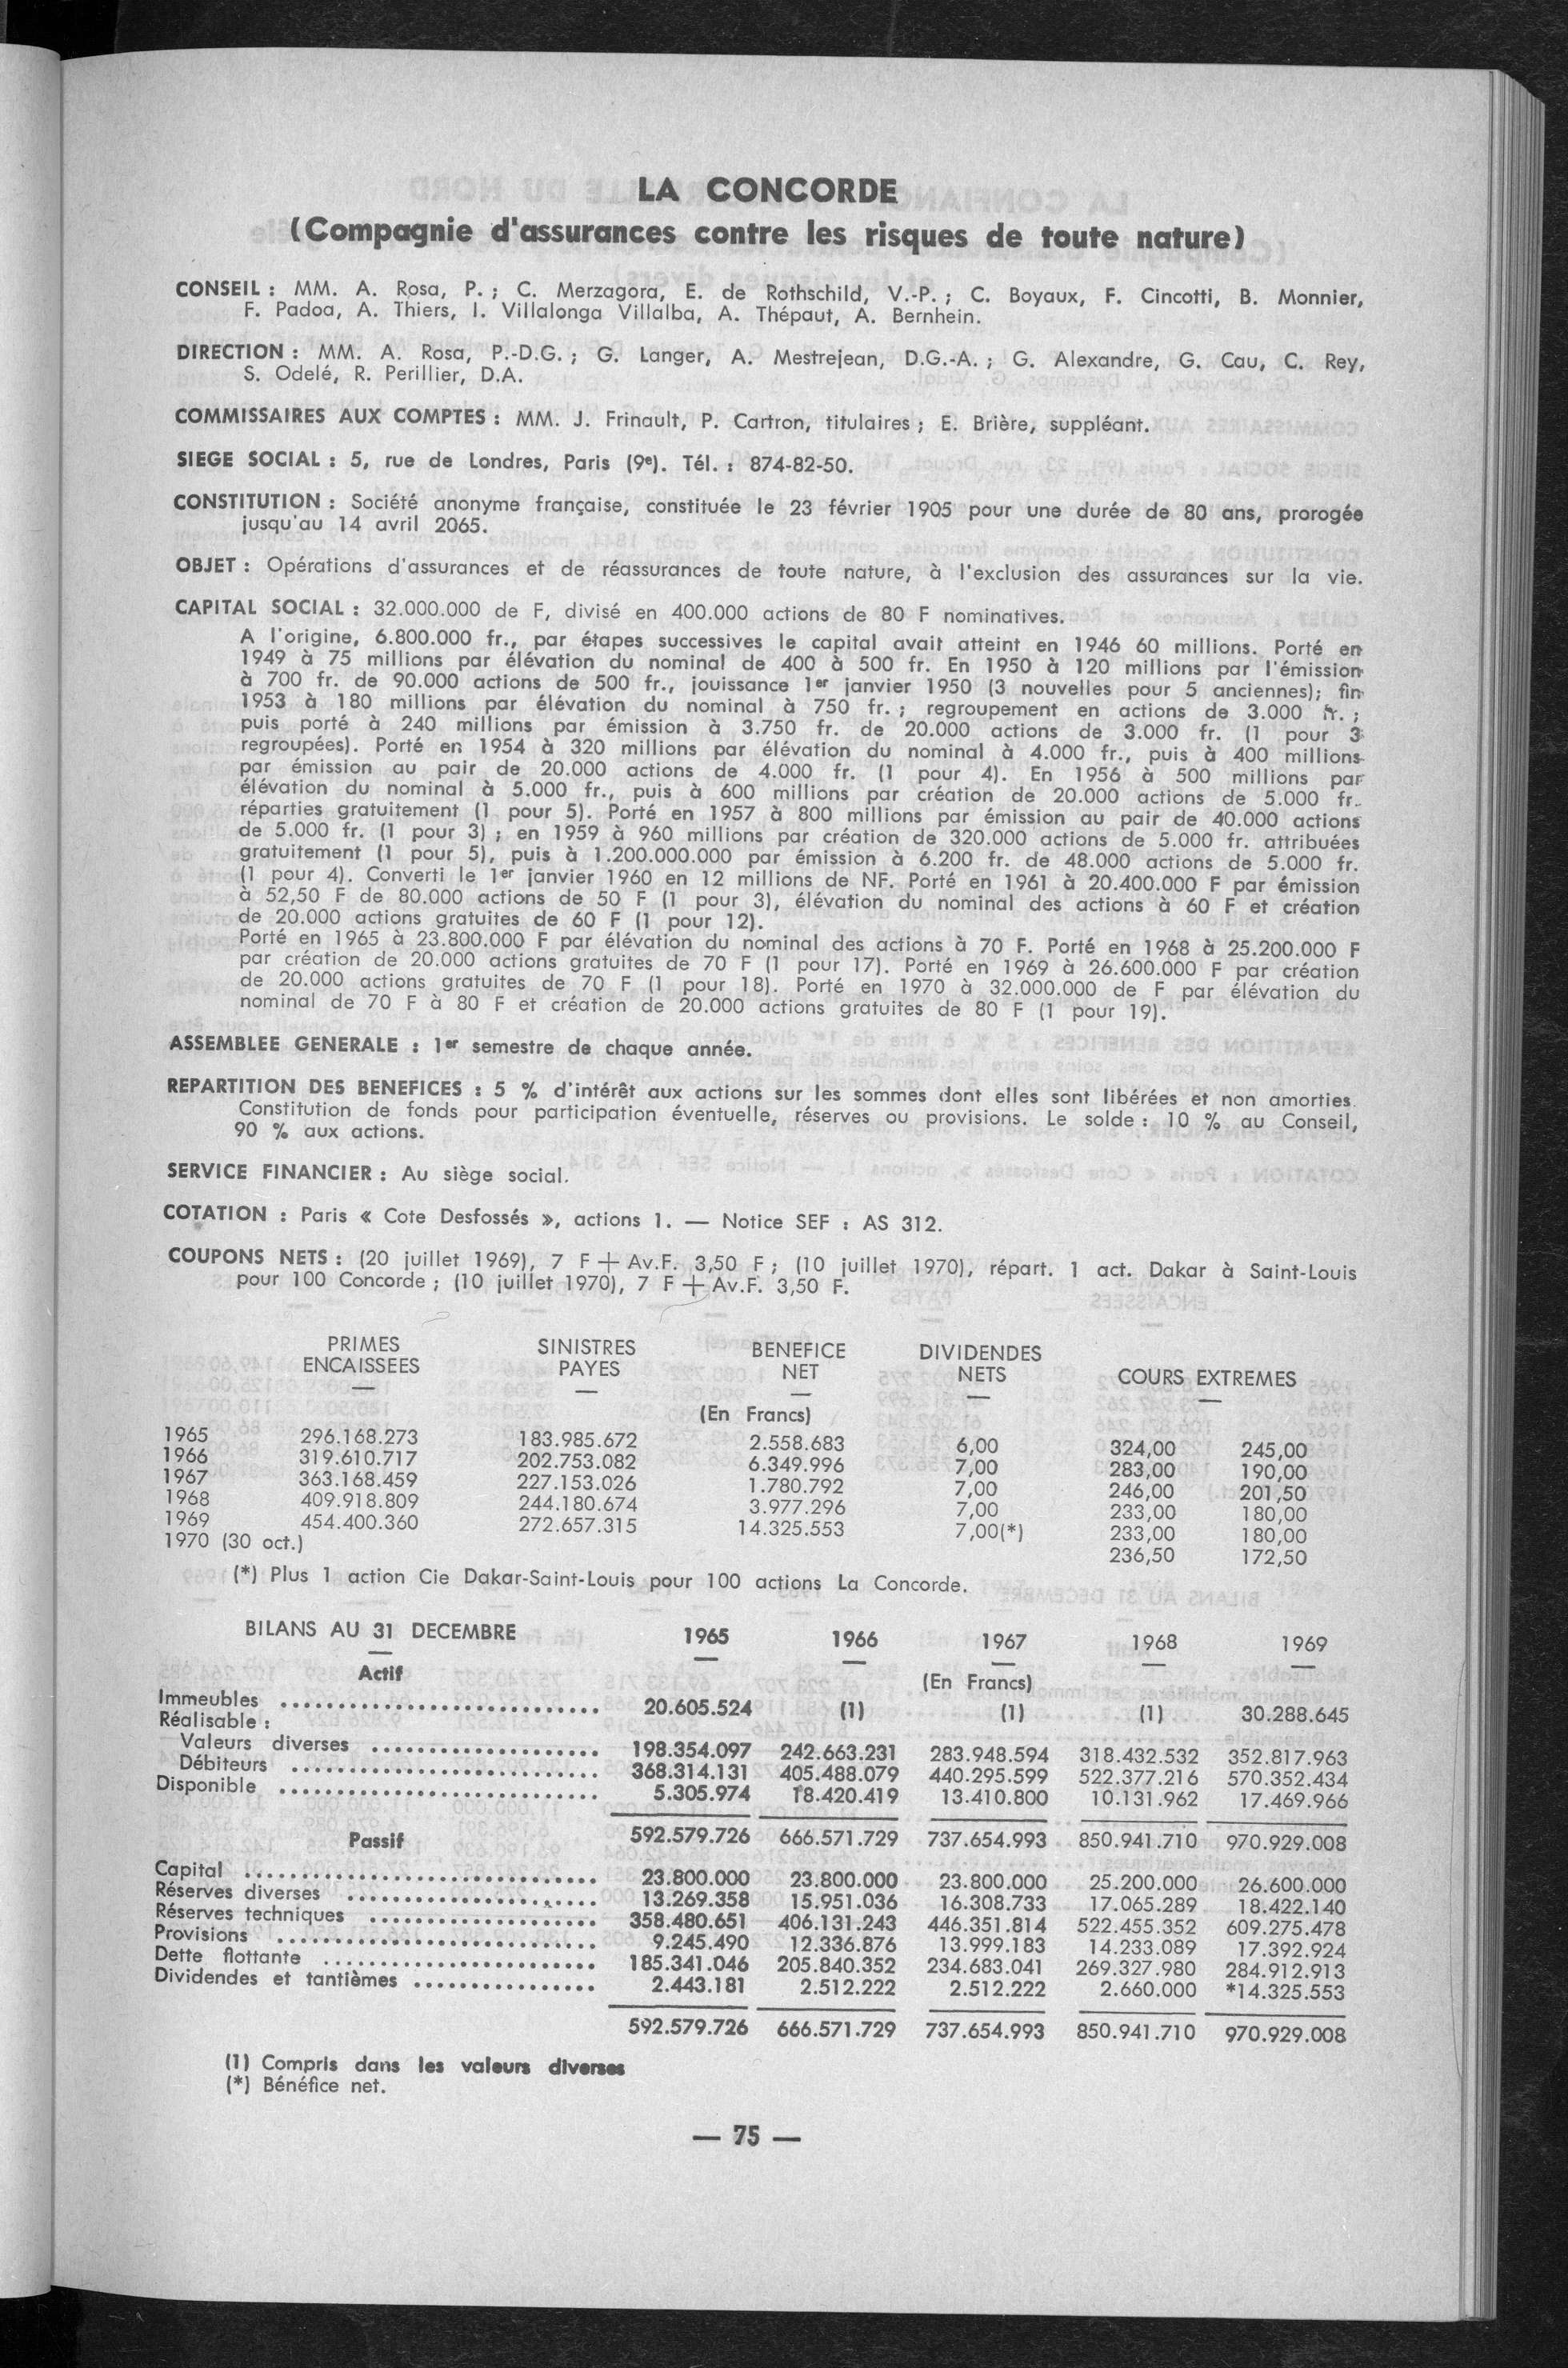 LA CONCORDE
(Compagnie d'assurances contre les risques de toute nature)
CONSEIL : MM. A. Rosa, P. ; C. Merzagora, E. de Rothschild, V.-P. ; C. Boyaux, F. Cincotti, B. Monnier,
F. Padoa, A. Thiers, I. Villalonga Villalba, A. Thépaut, A. Bernhein.
DIRECTION : MM. A. Rosa, P.-D.G. ; G. Langer, A. Mestrejean, D.G.-A. ; G. Alexandre, G. Cau, C. Rey,
S. Odelé, R. Perillier, D.A.
COMMISSAIRES AUX COMPTES : MM. J. Frinault, P. Cartron, titulaires ; E. Brière, suppléant.
SIEGE SOCIAL : 5, rue de Londres, Paris (9e). Tél. : 874-82-50.
CONSTITUTION : Société anonyme française, constituée le 23 février 1905 pour une durée de 80 ans, prorogée
jusqu'au 14 avril 2065.
OBJET : Opérations d'assurances et de réassurances de toute nature, à l'exclusion des assurances sur la vie.
CAPITAL SOCIAL : 32.000.000 de F, divisé en 400.000 actions de 80 F nominatives.
A l'origine, 6.800.000 fr., par étapes successives le capital avait atteint en 1946 60 millions. Porté en
1949 à 75 millions par élévation du nominal de 400 à 500 fr. En 1950 à 120 millions par l'émission
à 700 fr. de 90.000 actions de 500 fr., jouissance 1er janvier 1950 (3 nouvelles pour 5 anciennes); fin
1953 à 180 millions par élévation du nominal à 750 fr. ; regroupement en actions de 3.000 fr. ;
puis porté à 240 millions par émission à 3.750 fr. de 20.000 actions de 3.000 fr. (1 pour 3
regroupées). Porté en 1954 à 320 millions par élévation du nominal à 4.000 fr., puis à 400 millions
par émission au pair de 20.000 actions de 4.000 fr. (1 pour 4). En 1956 à 500 millions par
élévation du nominal à 5.000 fr., puis à 600 millions par création de 20.000 actions de 5.000 fr.
réparties gratuitement (1 pour 5). Porté en 1957 à 800 millions par émission au pair de 40.000 actions
de 5.000 fr. (1 pour 3) ; en 1959 à 960 millions par création de 320.000 actions de 5.000 fr. attribuées
gratuitement (1 pour 5), puis à 1.200.000.000 par émission à 6.200 fr. de 48.000 actions de 5.000 fr.
(1 pour 4). Converti le 1er janvier 1960 en 12 millions de NF. Porté en 1961 à 20.400.000 F par émission
à 52,50 F de 80.000 actions de 50 F (1 pour 3), élévation du nominal des actions à 60 F et création
de 20.000 actions gratuites de 60 F (1 pour 12).
Porté en 1965 à 23.800.000 F par élévation du nominal des actions à 70 F. Porté en 1968 à 25.200.000 F
par création de 20.000 actions gratuites de 70 F (1 pour 17). Porté en 1969 à 26.600.000 F par création
de 20.000 actions gratuites de 70 F (1 pour 18). Porté en 1970 à 32.000.000 de F par élévation du
nominal de 70 F à 80 F et création de 20.000 actions gratuites de 80 F (1 pour 19).
ASSEMBLEE GENERALE : 1er semestre de chaque année.
REPARTITION DES BENEFICES : 5 % d'intérêt aux actions sur les sommes dont elles sont libérées et non amorties.
Constitution de fonds pour participation éventuelle, réserves ou provisions. Le solde : 10 % au Conseil,
90 % aux actions.
SERVICE FINANCIER : Au siège social.
COTATION : Paris « Cote Desfossés », actions 1. — Notice SEF : AS 312.
COUPONS NETS : (20 juillet 1969), 7 F + Av.F. 3,50 F ; (10 juillet 1970), répart. 1 act. Dakar à Saint-Louis
pour 100 Concorde ; (10 juillet 1970), 7 F + Av.F. 3,50 F.
PRIMES ENCAISSEES SINISTRES PAYES BENEFICE NET DIVIDENDES NETS COURS EXTREMES
(En Francs)
1965 296.168.273 183.985.672 2.558.683 6,00 324,00 245,00
1966 319.610.717 202.753.082 6.349.996 7,00 283,00 190,00
1967 363.168.459 227.153.026 1.780.792 7,00 246,00 201,50
1968 409.918.809 244.180.674 3.977.296 7,00 233,00 180,00
1969 454.400.360 272.657.315 14.325.553 7,00(*) 233,00 180,00
1970 (30 oct.) 236,50 172,50
(*) Plus 1 action Cie Dakar-Saint-Louis pour 100 actions La Concorde.
BILANS AU 31 DECEMBRE 1965 1966 1967 1968 1969
Actif (En Francs)
Immeubles 20.605.524 (1) (1) (1) 30.288.645
Réalisable :
Valeurs diverses 198.354.097 242.663.231 283.948.594 318.432.532 352.817.963
Débiteurs 368.314.131 405.488.079 440.295.599 522.377.216 570.352.434
Disponible 5.305.974 18.420.419 13.410.800 10.131.962 17.469.966
592.579.726 666.571.729 737.654.993 850.941.710 970.929.008
Passif
Capital 23.800.000 23.800.000 23.800.000 25.200.000 26.600.000
Réserves diverses 13.269.358 15.951.036 16.308.733 17.065.289 18.422.140
Réserves techniques 358.480.651 406.131.243 446.351.814 522.455.352 609.275.478
Provisions 9.245.490 12.336.876 13.999.183 14.233.089 17.392.924
Dette flottante 185.341.046 205.840.352 234.683.041 269.327.980 284.912.913
Dividendes et tantièmes 2.443.181 2.512.222 2.512.222 2.660.000 *14.325.553
592.579.726 666.571.729 737.654.993 850.941.710 970.929.008
(1) Compris dans les valeurs diverses
(*) Bénéfice net.
— 75 —